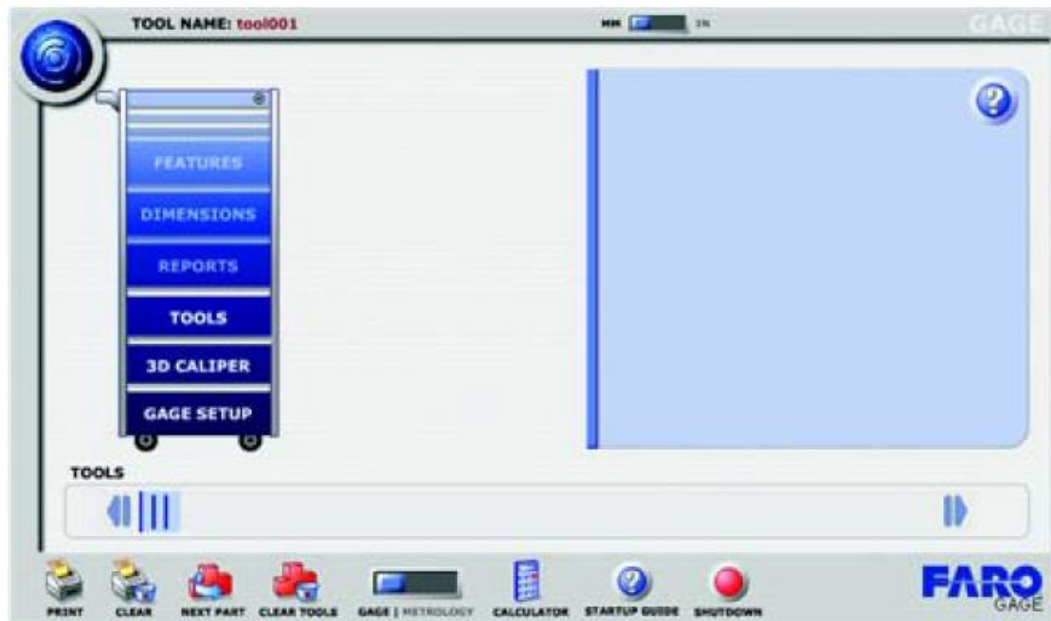 TOOL NAME: tool001
MM IN
GAGE
FEATURES
DIMENSIONS
REPORTS
TOOLS
3D CALIPER
GAGE SETUP
TOOLS
PRINT CLEAR NEXT PART CLEAR TOOLS GAGE | METROLOGY CALCULATOR STARTUP GUIDE SHUTDOWN
FARO
GAGE